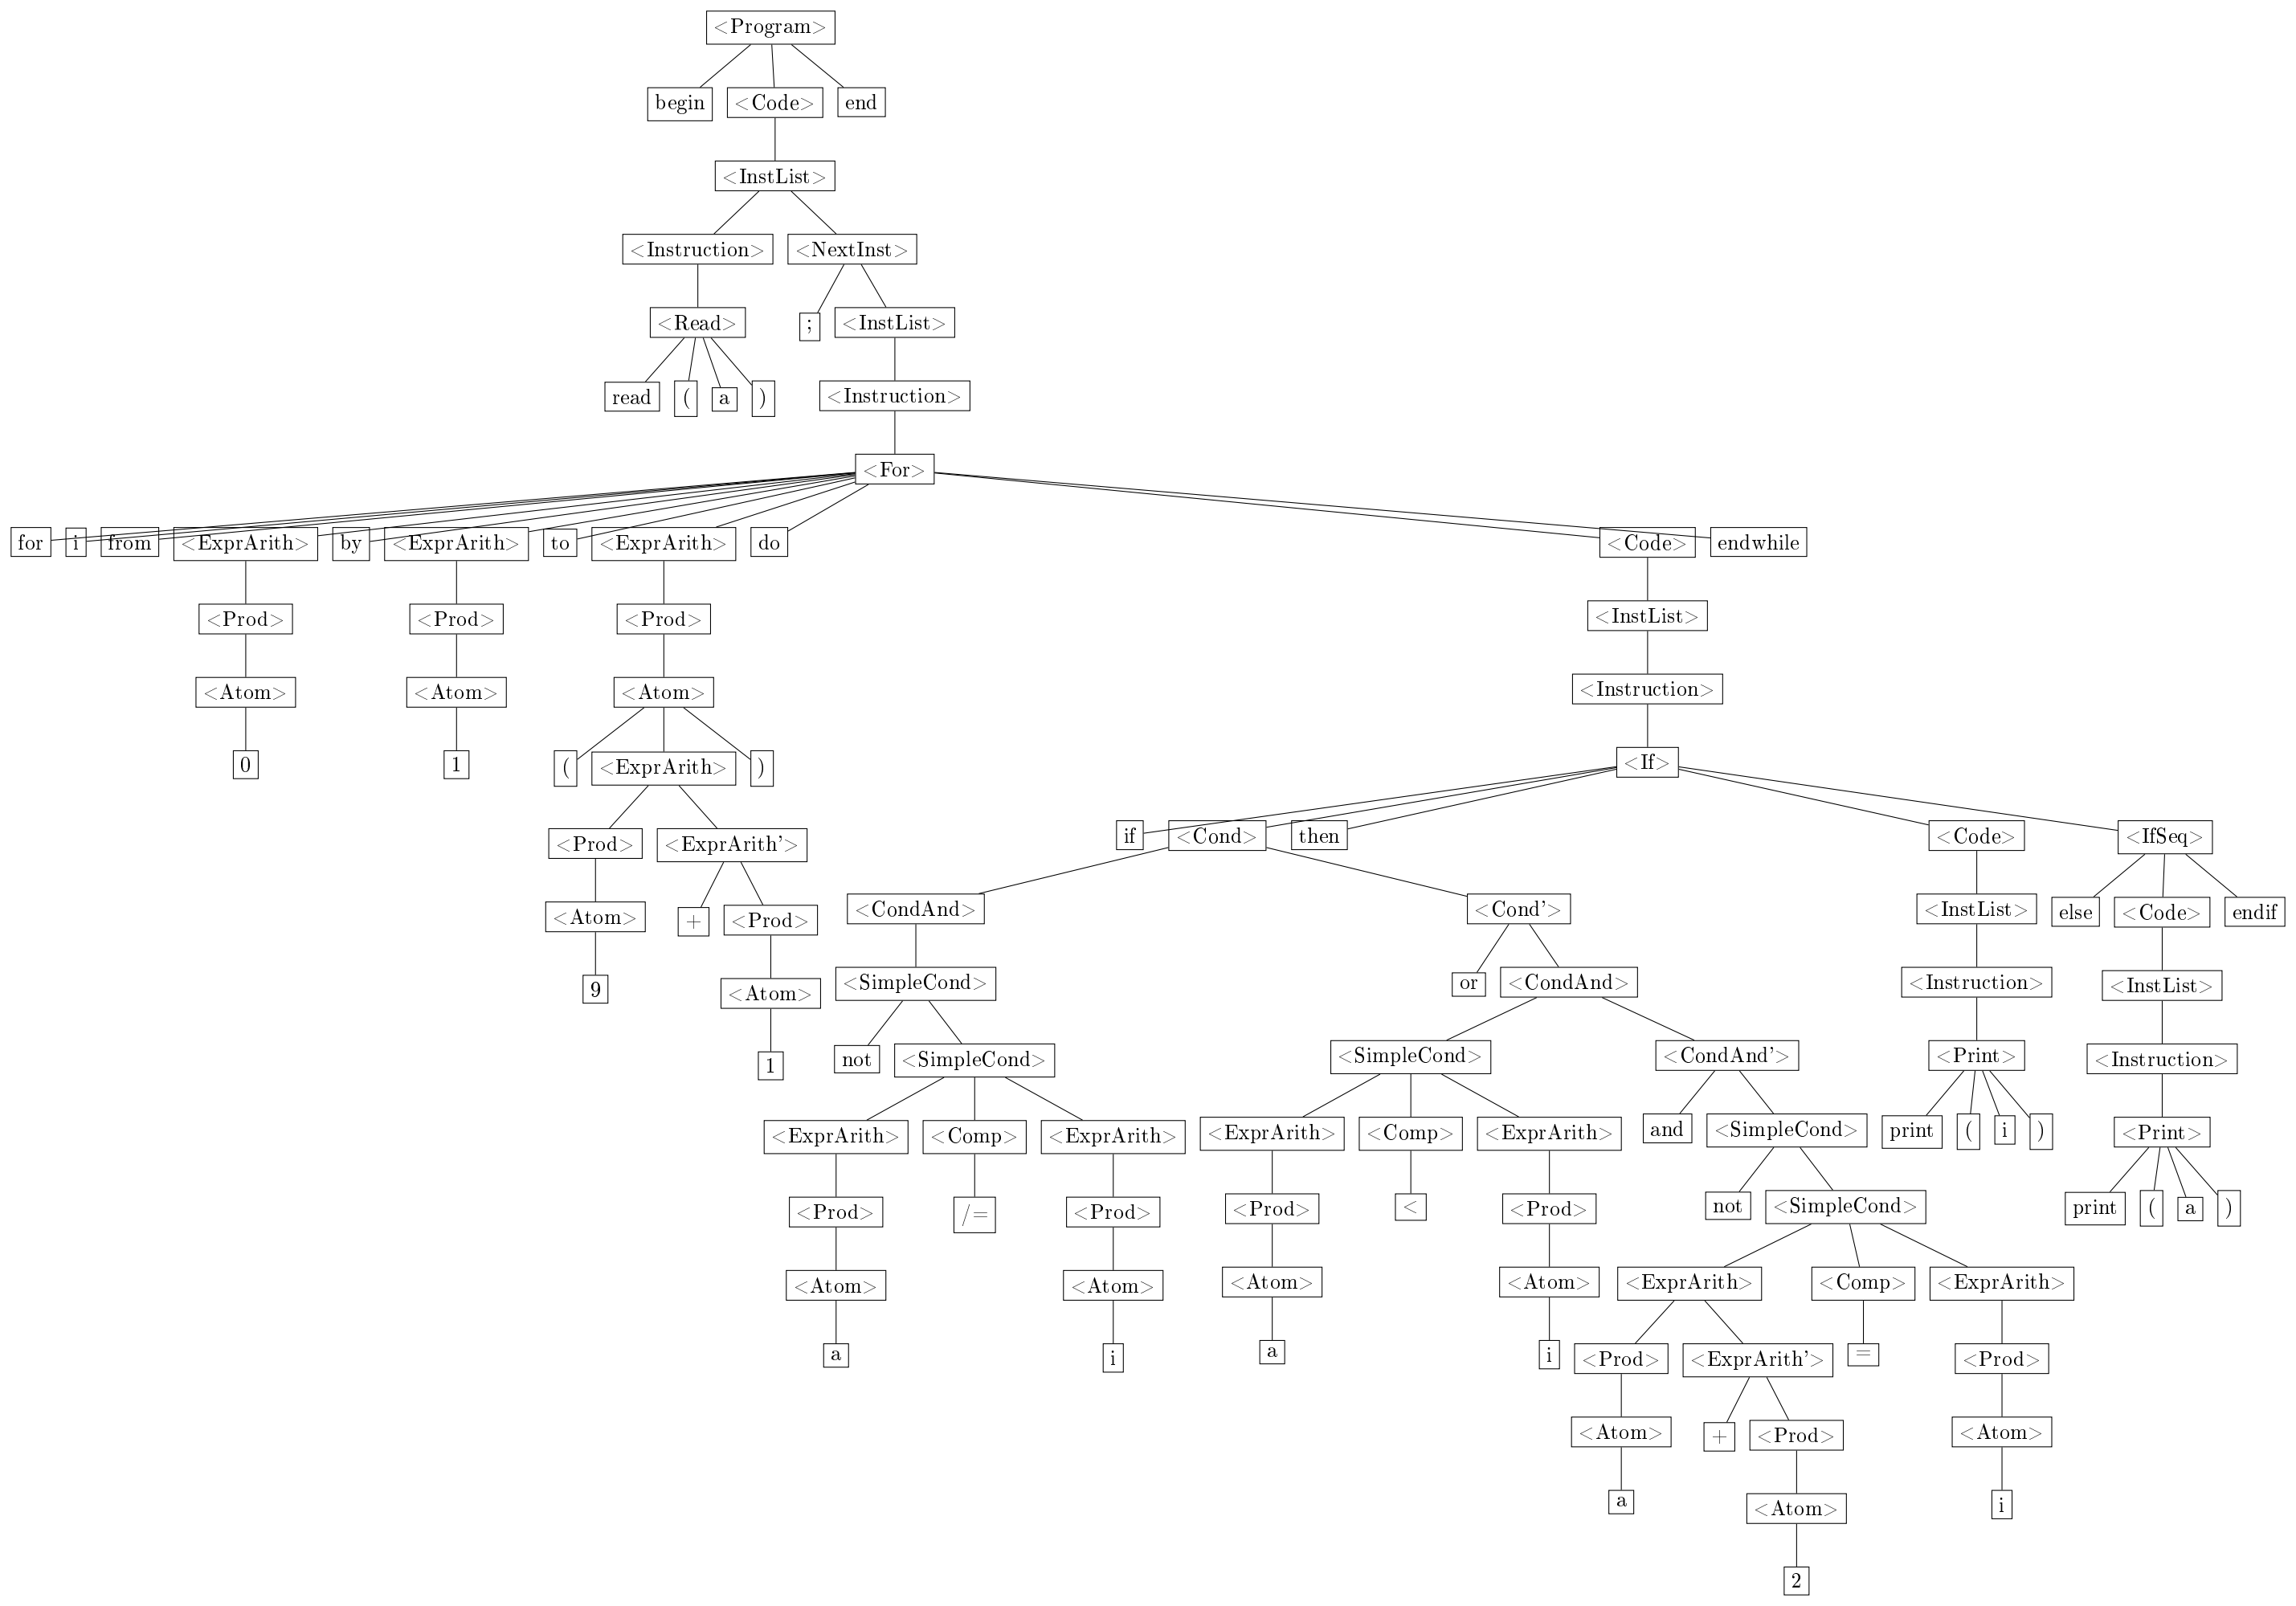 <Program>
begin <Code> end
<InstList>
<Instruction> <NextInst>
<Read> ; <InstList>
read ( a ) <Instruction>
<For>
for i from <ExprArith> by <ExprArith> to <ExprArith> do <Code> endwhile
<Prod> <Prod> <Prod> <InstList>
<Atom> <Atom> <Atom> <Instruction>
0 1 ( <ExprArith> ) <If>
<Prod> <ExprArith'> if <Cond> then <Code> <IfSeq>
<Atom> + <Prod> <CondAnd> <Cond'> <InstList> else <Code> endif
9 <Atom> <SimpleCond> or <CondAnd> <Instruction> <InstList>
1 not <SimpleCond> <SimpleCond> <CondAnd'> <Print> <Instruction>
<ExprArith> <Comp> <ExprArith> <ExprArith> <Comp> <ExprArith> and <SimpleCond> print ( i ) <Print>
<Prod> /= <Prod> <Prod> < <Prod> not <SimpleCond> print ( a )
<Atom> <Atom> <Atom> <Atom> <ExprArith> <Comp> <ExprArith>
a i a i <Prod> <ExprArith'> = <Prod>
<Atom> + <Prod> <Atom>
a <Atom> i
2